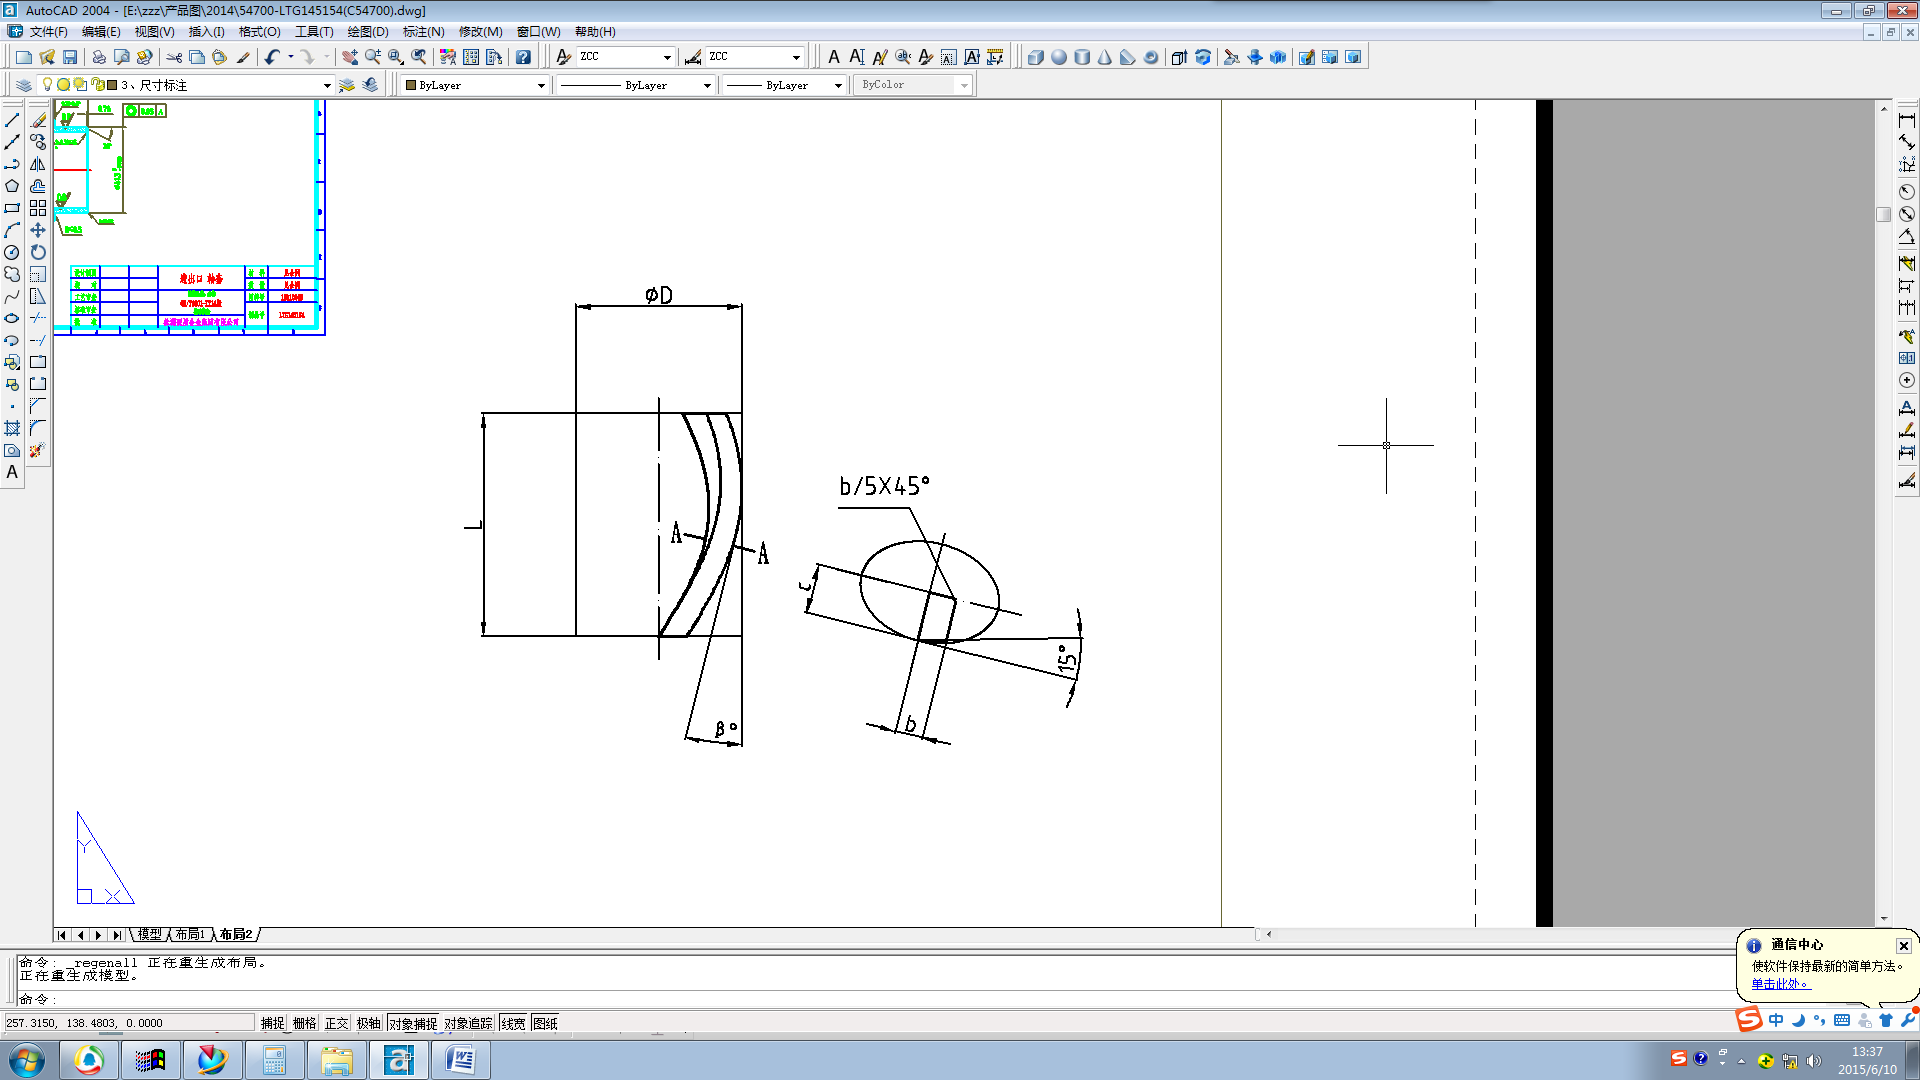 AutoCAD 2004 - [E:\zzz\产品图\2014\54700-LTG145154(C54700).dwg]
文件(F) 编辑(E) 视图(V) 插入(I) 格式(O) 工具(T) 绘图(D) 标注(N) 修改(M) 窗口(W) 帮助(H)
ZCC ZCC
3、尺寸标注 ByLayer ByLayer ByLayer ByColor
进出口
ϕD
L
A
A
β°
b/5X45°
c
15°
b
Y
X
模型 布局1 布局2
命令: _regenall 正在重生成布局。
正在重生成模型。
命令:
257.3150, 138.4803, 0.0000 捕捉 栅格 正交 极轴 对象捕捉 对象追踪 线宽 图纸
通信中心
使软件保持最新的简单方法。
单击此处。
中
13:37
2015/6/10